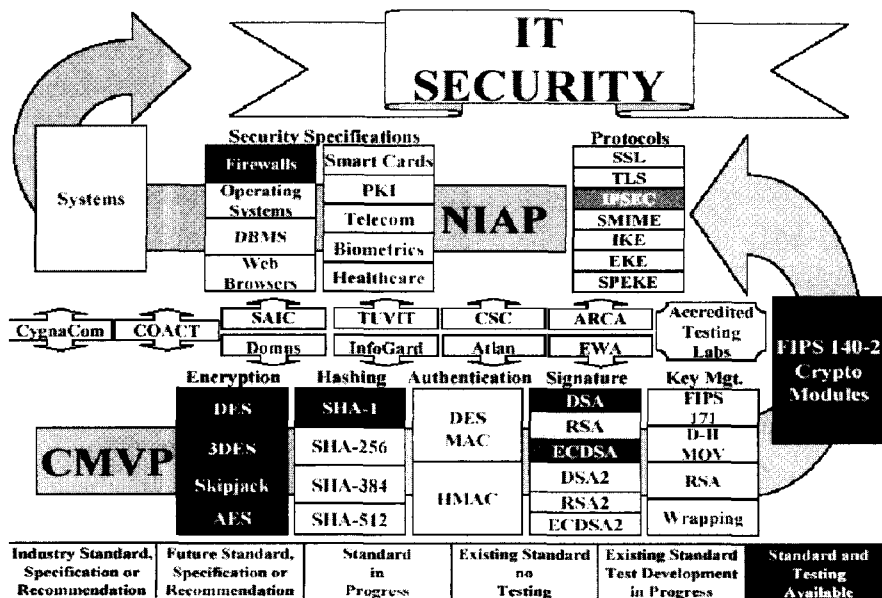 IT
SECURITY
Security Specifications
Protocols
Systems
Firewalls
Operating
Systems
DBMS
Web
Browsers
Smart Cards
PKI
Telecom
Biometrics
Healthcare
NIAP
SSL
TLS
IPSEC
SMIME
IKE
EKE
SPEKE
CygnaCom
COACT
SAIC
TUVIT
CSC
ARCA
Domus
InfoGard
Atlan
EWA
Accredited
Testing
Labs
FIPS 140-2
Crypto
Modules
Encryption
Hashing
Authentication
Signature
Key Mgt.
CMVP
DES
3DES
Skipjack
AES
SHA-1
SHA-256
SHA-384
SHA-512
DES
MAC
HMAC
DSA
RSA
ECDSA
DSA2
RSA2
ECDSA2
FIPS
171
D-H
MOV
RSA
Wrapping
Industry Standard,
Specification or
Recommendation
Future Standard,
Specification or
Recommendation
Standard
in
Progress
Existing Standard
no
Testing
Existing Standard
Test Development
in Progress
Standard and
Testing
Available